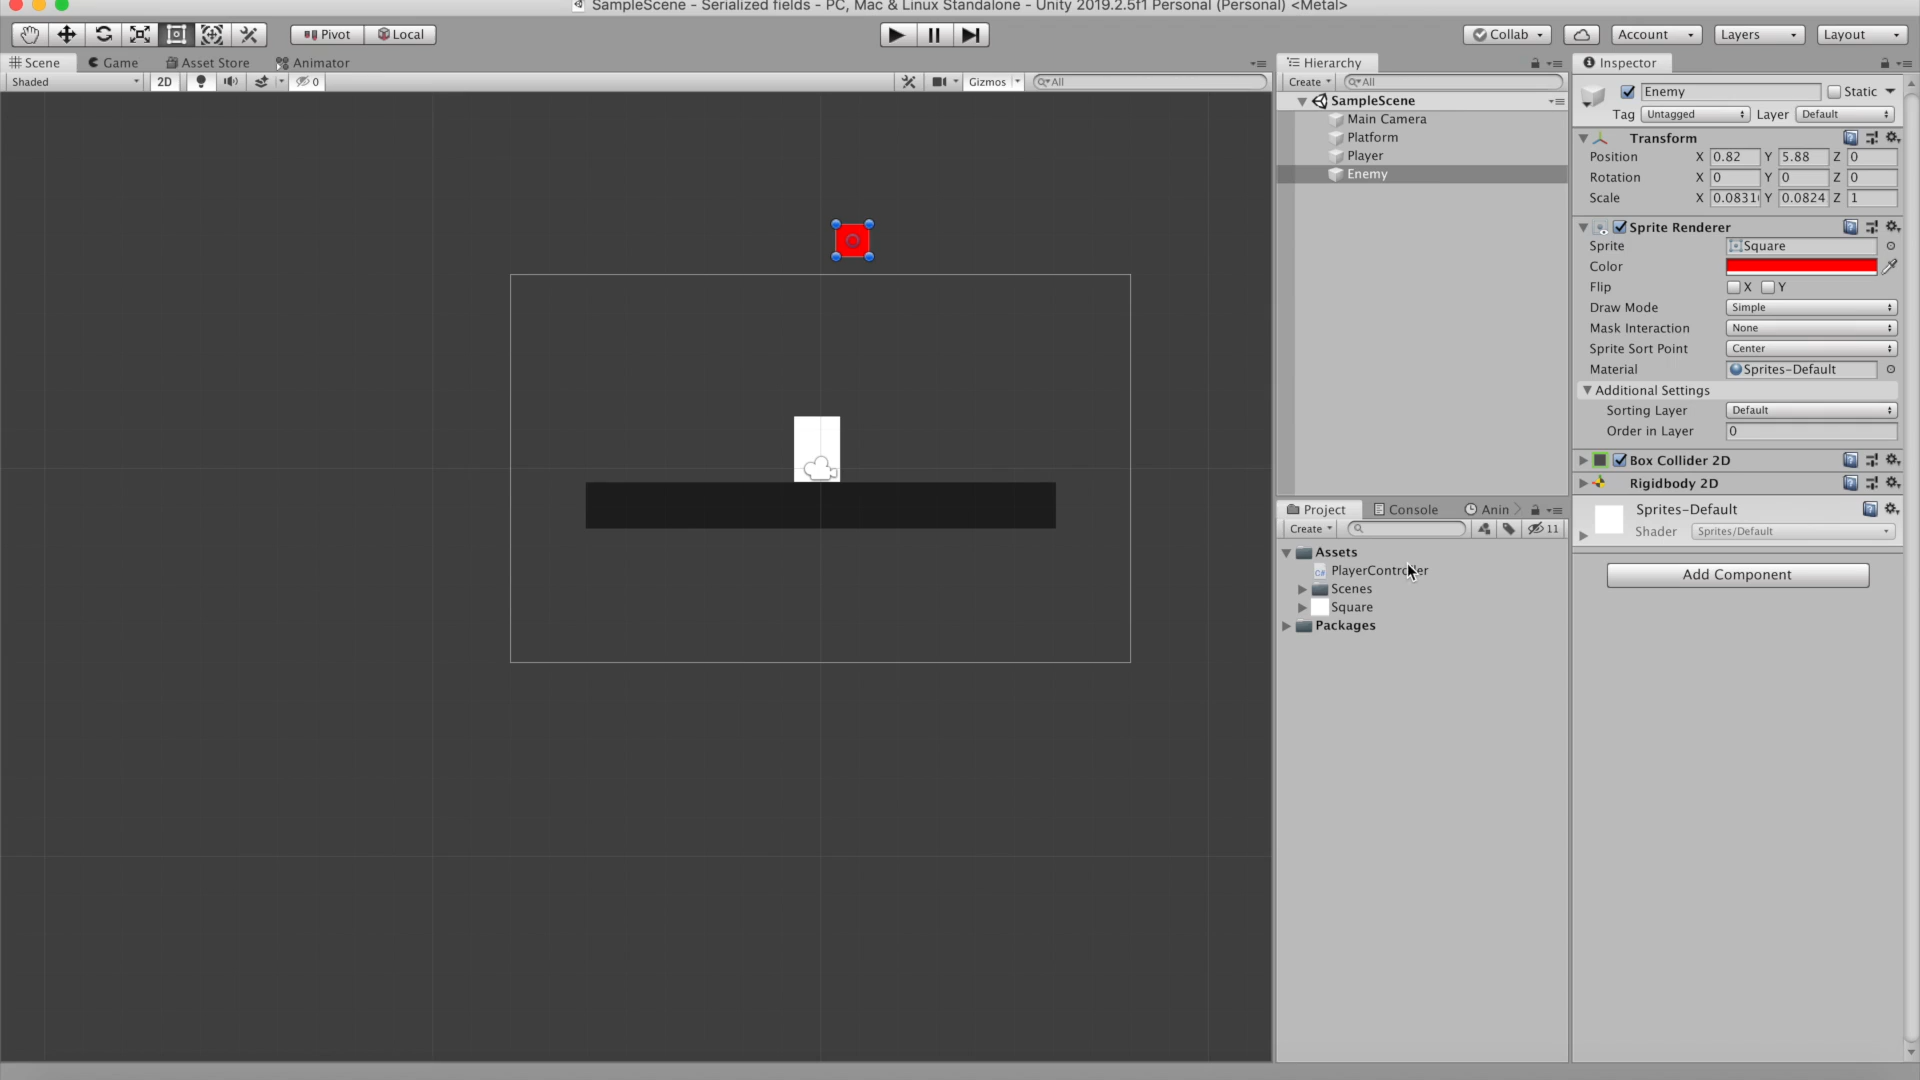 SampleScene - Serialized fields - PC, Mac & Linux Standalone - Unity 2019.2.5f1 Personal (Personal) <Metal>
Pivot Local Collab Account Layers Layout
Scene Game Asset Store Animator
Shaded 2D 0 Gizmos All
Hierarchy
Create All
SampleScene
Main Camera
Platform
Player
Enemy
Project Console Anin
Create 11
Assets
PlayerController
Scenes
Square
Packages
Inspector
Enemy Static
Tag Untagged Layer Default
Transform
Position X 0.82 Y 5.88 Z 0
Rotation X 0 Y 0 Z 0
Scale X 0.0831 Y 0.0824 Z 1
Sprite Renderer
Sprite Square
Color
Flip X Y
Draw Mode Simple
Mask Interaction None
Sprite Sort Point Center
Material Sprites-Default
Additional Settings
Sorting Layer Default
Order in Layer 0
Box Collider 2D
Rigidbody 2D
Sprites-Default
Shader Sprites/Default
Add Component